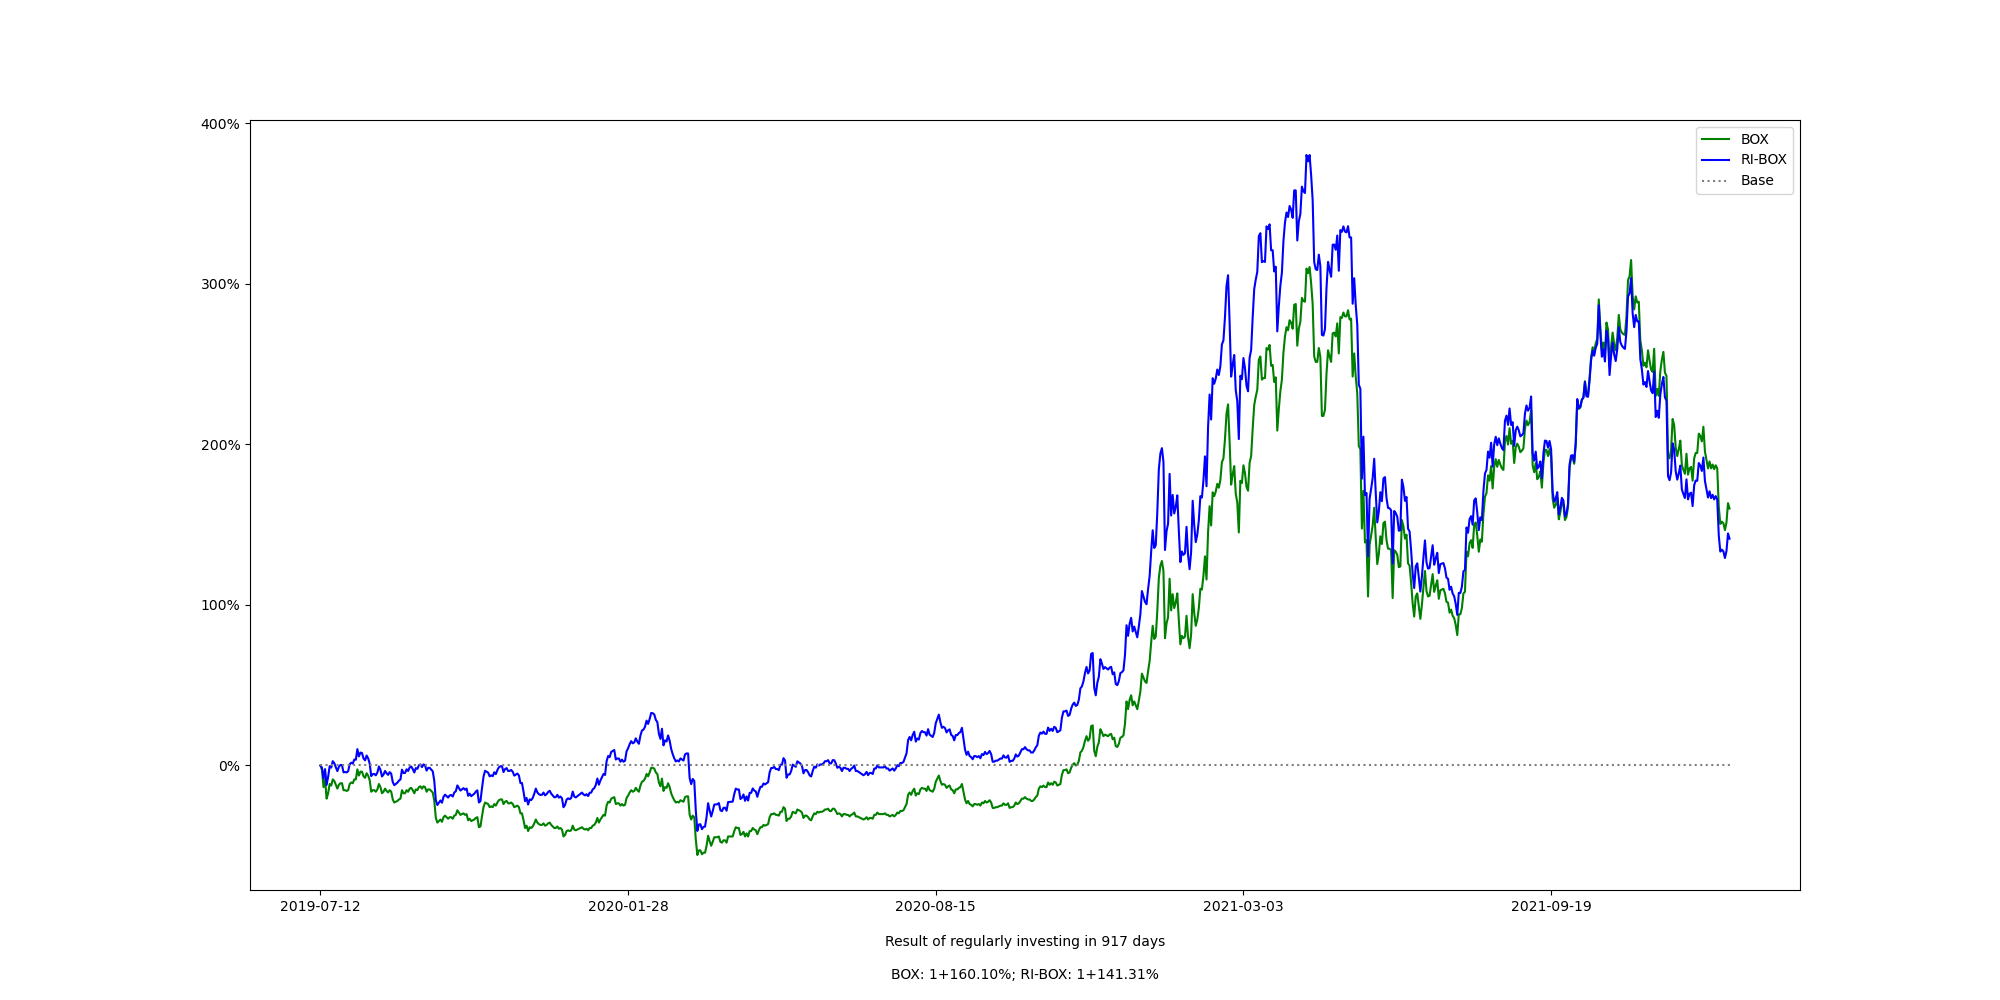 400%
300%
200%
100%
0%
BOX
RI-BOX
Base
2019-07-12
2020-01-28
2020-08-15
2021-03-03
2021-09-19
Result of regularly investing in 917 days
BOX: 1+160.10%; RI-BOX: 1+141.31%